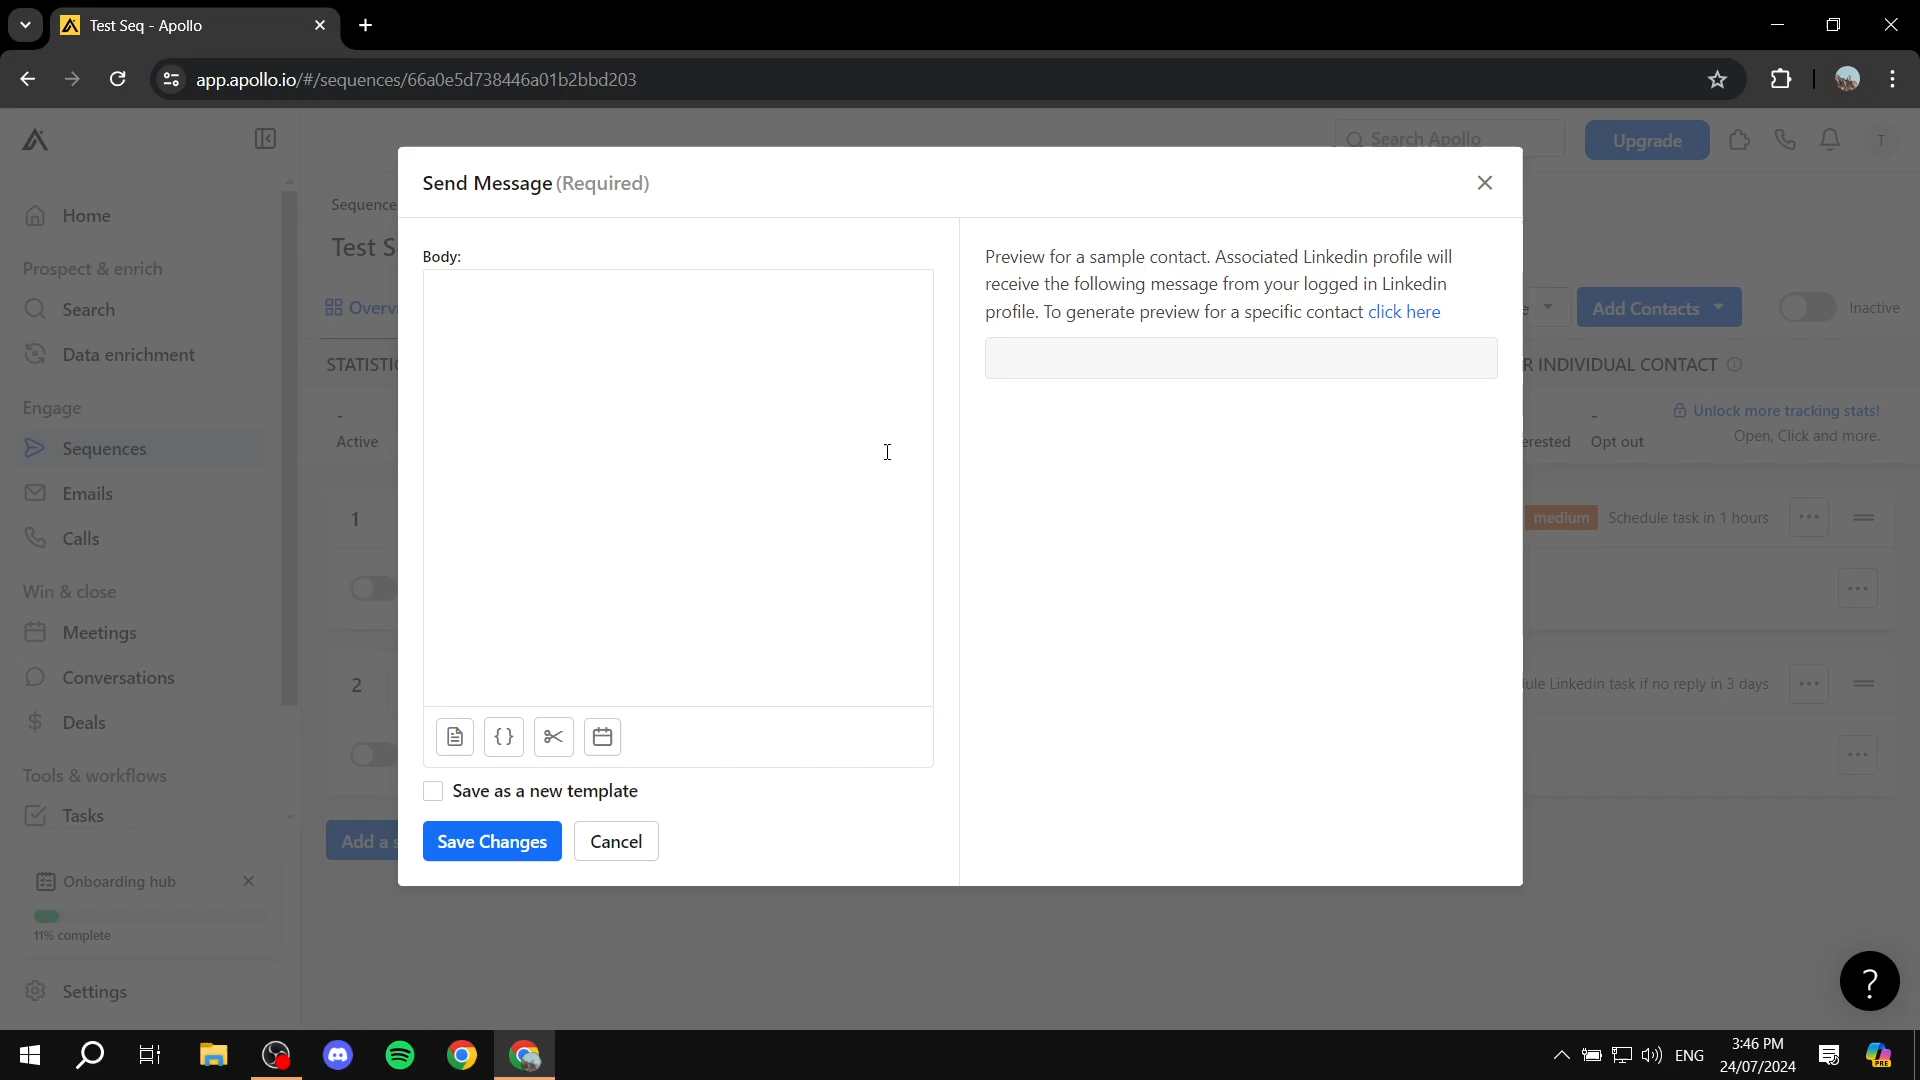 Test Seq - Apollo
app.apollo.io/#/sequences/66a0e5d738446a01b2bbd203
Search Apollo
Upgrade
T
Send Message (Required)
Home
Sequence
Prospect & enrich
Test S
Body:
Preview for a sample contact. Associated Linkedin profile will
receive the following message from your logged in Linkedin
profile. To generate preview for a specific contact click here
Search
Overv
e
Add Contacts
Inactive
Data enrichment
STATISTIC
R INDIVIDUAL CONTACT
Engage
-
Active
erested
-
Opt out
Unlock more tracking stats!
Open, Click and more.
Sequences
Emails
1
medium
Schedule task in 1 hours
Calls
Win & close
Meetings
Conversations
2
ule Linkedin task if no reply in 3 days
Deals
{ }
Tools & workflows
Save as a new template
Tasks
Add a s
Save Changes
Cancel
Onboarding hub
11% complete
Settings
?
ENG
3:46 PM
24/07/2024
PRE